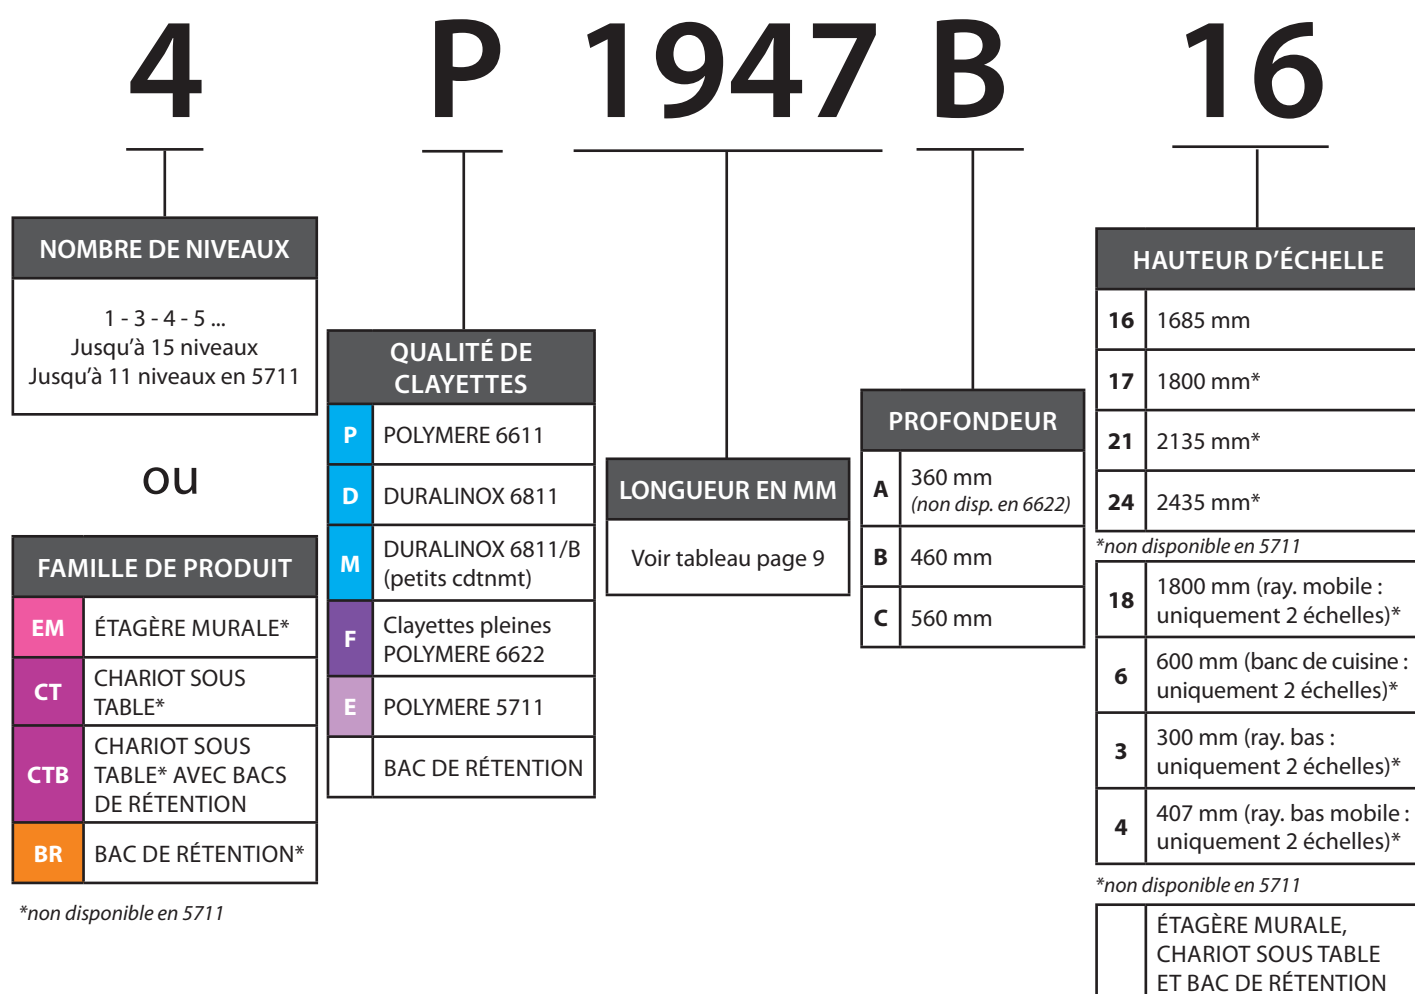 4 P 1947 B 16
NOMBRE DE NIVEAUX
1 - 3 - 4 - 5 ...
Jusqu'à 15 niveaux
Jusqu'à 11 niveaux en 5711
ou
FAMILLE DE PRODUIT
EM ÉTAGÈRE MURALE*
CT CHARIOT SOUS
TABLE*
CTB CHARIOT SOUS
TABLE* AVEC BACS
DE RÉTENTION
BR BAC DE RÉTENTION*
*non disponible en 5711
QUALITÉ DE
CLAYETTES
P POLYMERE 6611
D DURALINOX 6811
M DURALINOX 6811/B
(petits cdtnmt)
F Clayettes pleines
POLYMERE 6622
E POLYMERE 5711
BAC DE RÉTENTION
LONGUEUR EN MM
Voir tableau page 9
PROFONDEUR
A 360 mm
(non disp. en 6622)
B 460 mm
C 560 mm
HAUTEUR D'ÉCHELLE
16 1685 mm
17 1800 mm*
21 2135 mm*
24 2435 mm*
*non disponible en 5711
18 1800 mm (ray. mobile :
uniquement 2 échelles)*
6 600 mm (banc de cuisine :
uniquement 2 échelles)*
3 300 mm (ray. bas :
uniquement 2 échelles)*
4 407 mm (ray. bas mobile :
uniquement 2 échelles)*
*non disponible en 5711
ÉTAGÈRE MURALE,
CHARIOT SOUS TABLE
ET BAC DE RÉTENTION